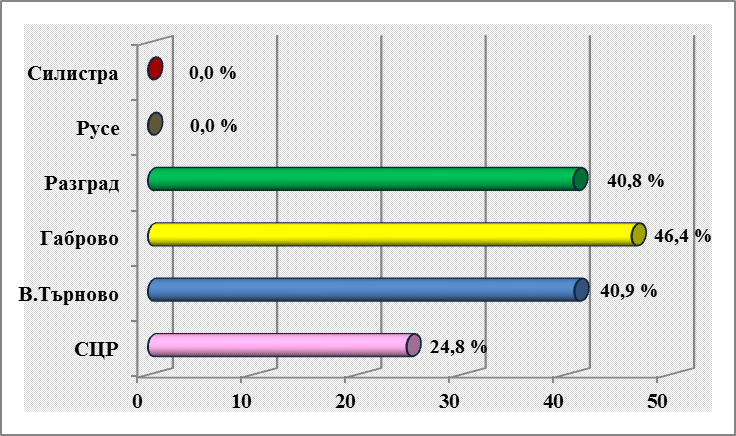 Силистра 0,0 %
Русе 0,0 %
Разград 40,8 %
Габрово 46,4 %
В.Търново 40,9 %
СЦР 24,8 %
0 10 20 30 40 50